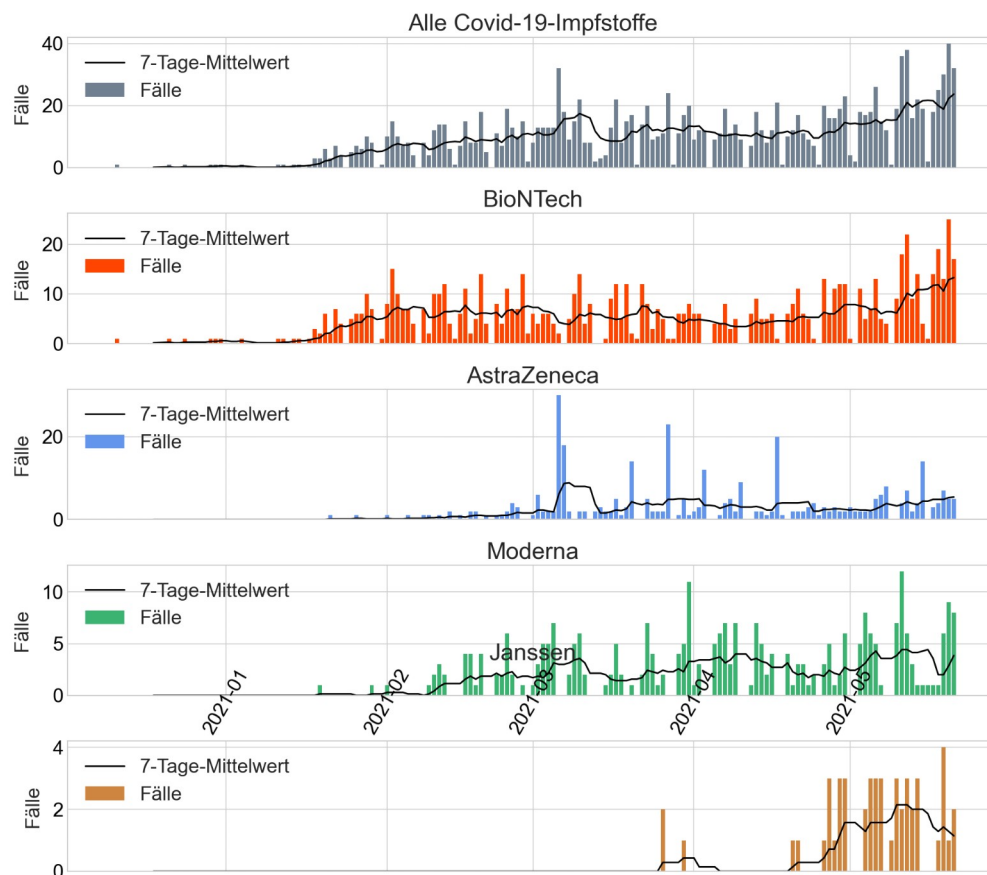 Alle Covid-19-Impfstoffe
40
20
0
Fälle
7-Tage-Mittelwert
Fälle
BioNTech
20
10
0
Fälle
7-Tage-Mittelwert
Fälle
AstraZeneca
20
0
Fälle
7-Tage-Mittelwert
Fälle
Moderna
10
5
0
Fälle
7-Tage-Mittelwert
Fälle
Janssen
2021-01
2021-02
2021-03
2021-04
2021-05
4
2
0
Fälle
7-Tage-Mittelwert
Fälle